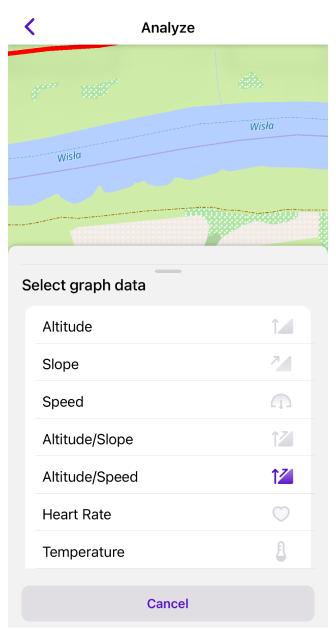 Analyze
Wisła
Wisła
Select graph data
Altitude
Slope
Speed
Altitude/Slope
Altitude/Speed
Heart Rate
Temperature
Cancel